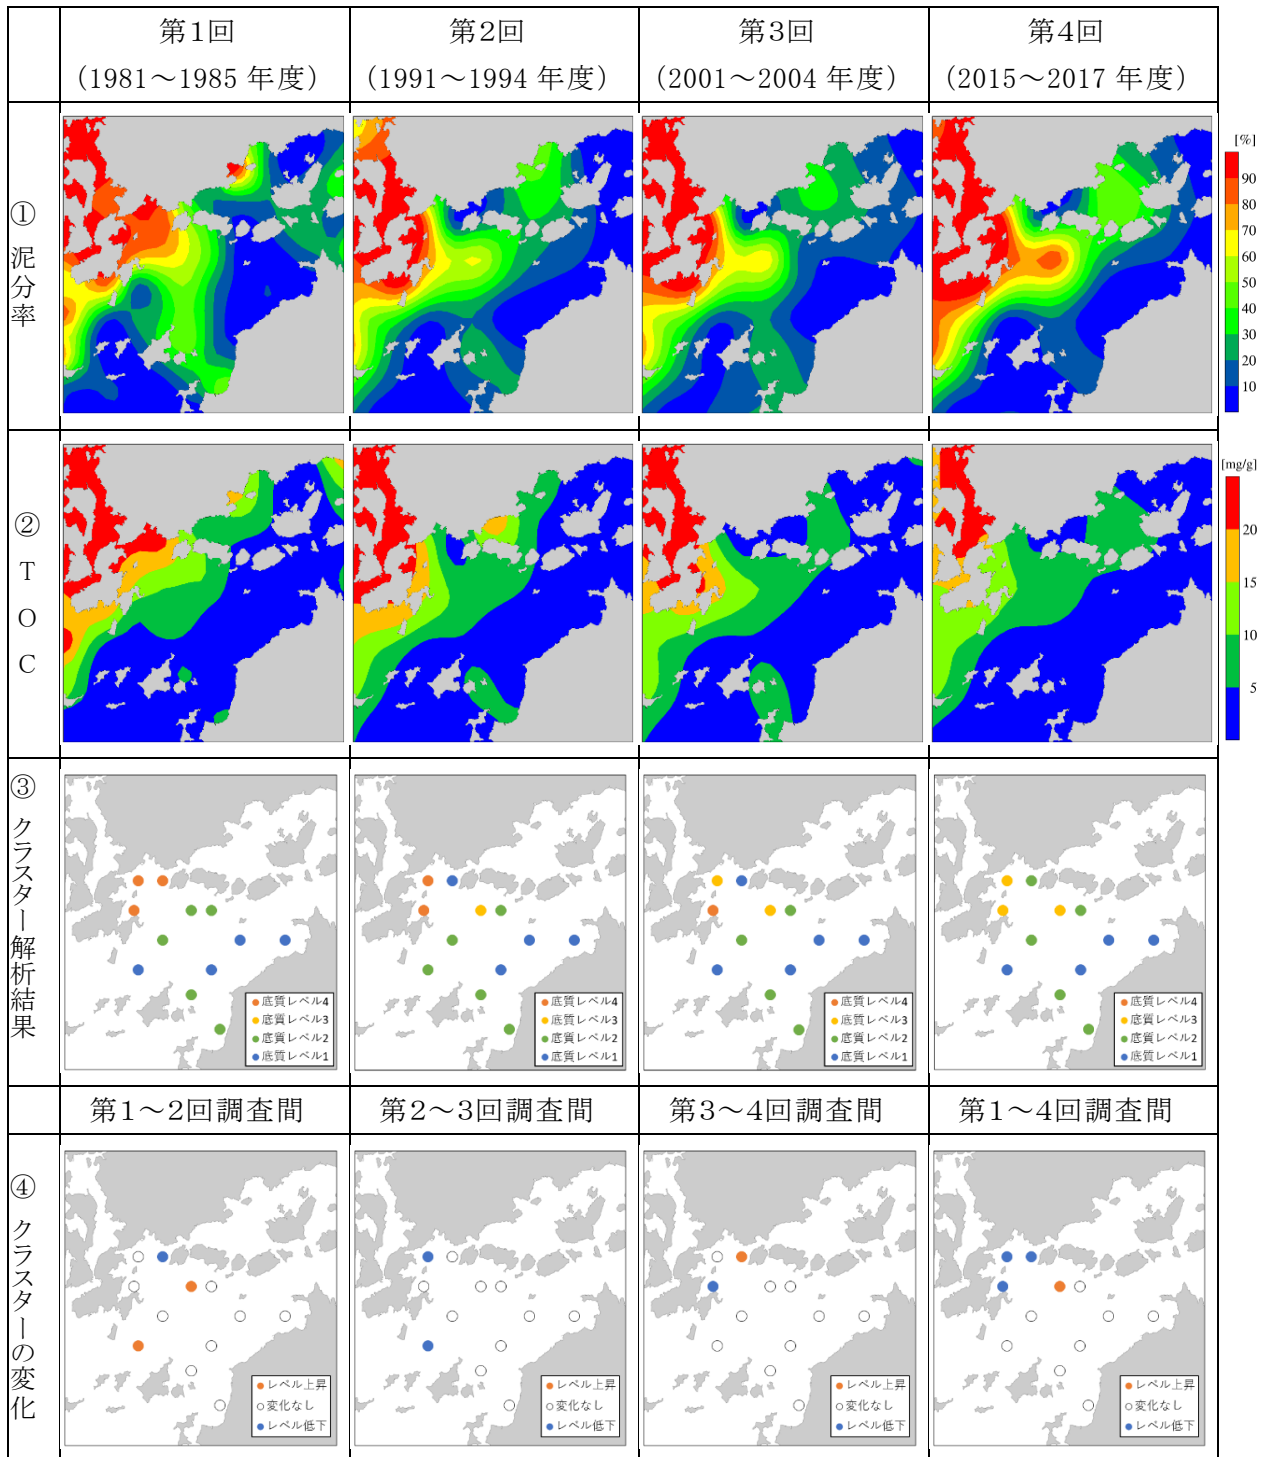 第1回
(1981～1985 年度)
第2回
(1991～1994 年度)
第3回
(2001～2004 年度)
第4回
(2015～2017 年度)
① 泥分率
[%]
90
80
70
60
50
40
30
20
10
② TOC
[mg/g]
20
15
10
5
③ クラスター解析結果
底質レベル4
底質レベル3
底質レベル2
底質レベル1
底質レベル4
底質レベル3
底質レベル2
底質レベル1
底質レベル4
底質レベル3
底質レベル2
底質レベル1
底質レベル4
底質レベル3
底質レベル2
底質レベル1
第1～2回調査間
第2～3回調査間
第3～4回調査間
第1～4回調査間
④ クラスターの変化
レベル上昇
変化なし
レベル低下
レベル上昇
変化なし
レベル低下
レベル上昇
変化なし
レベル低下
レベル上昇
変化なし
レベル低下